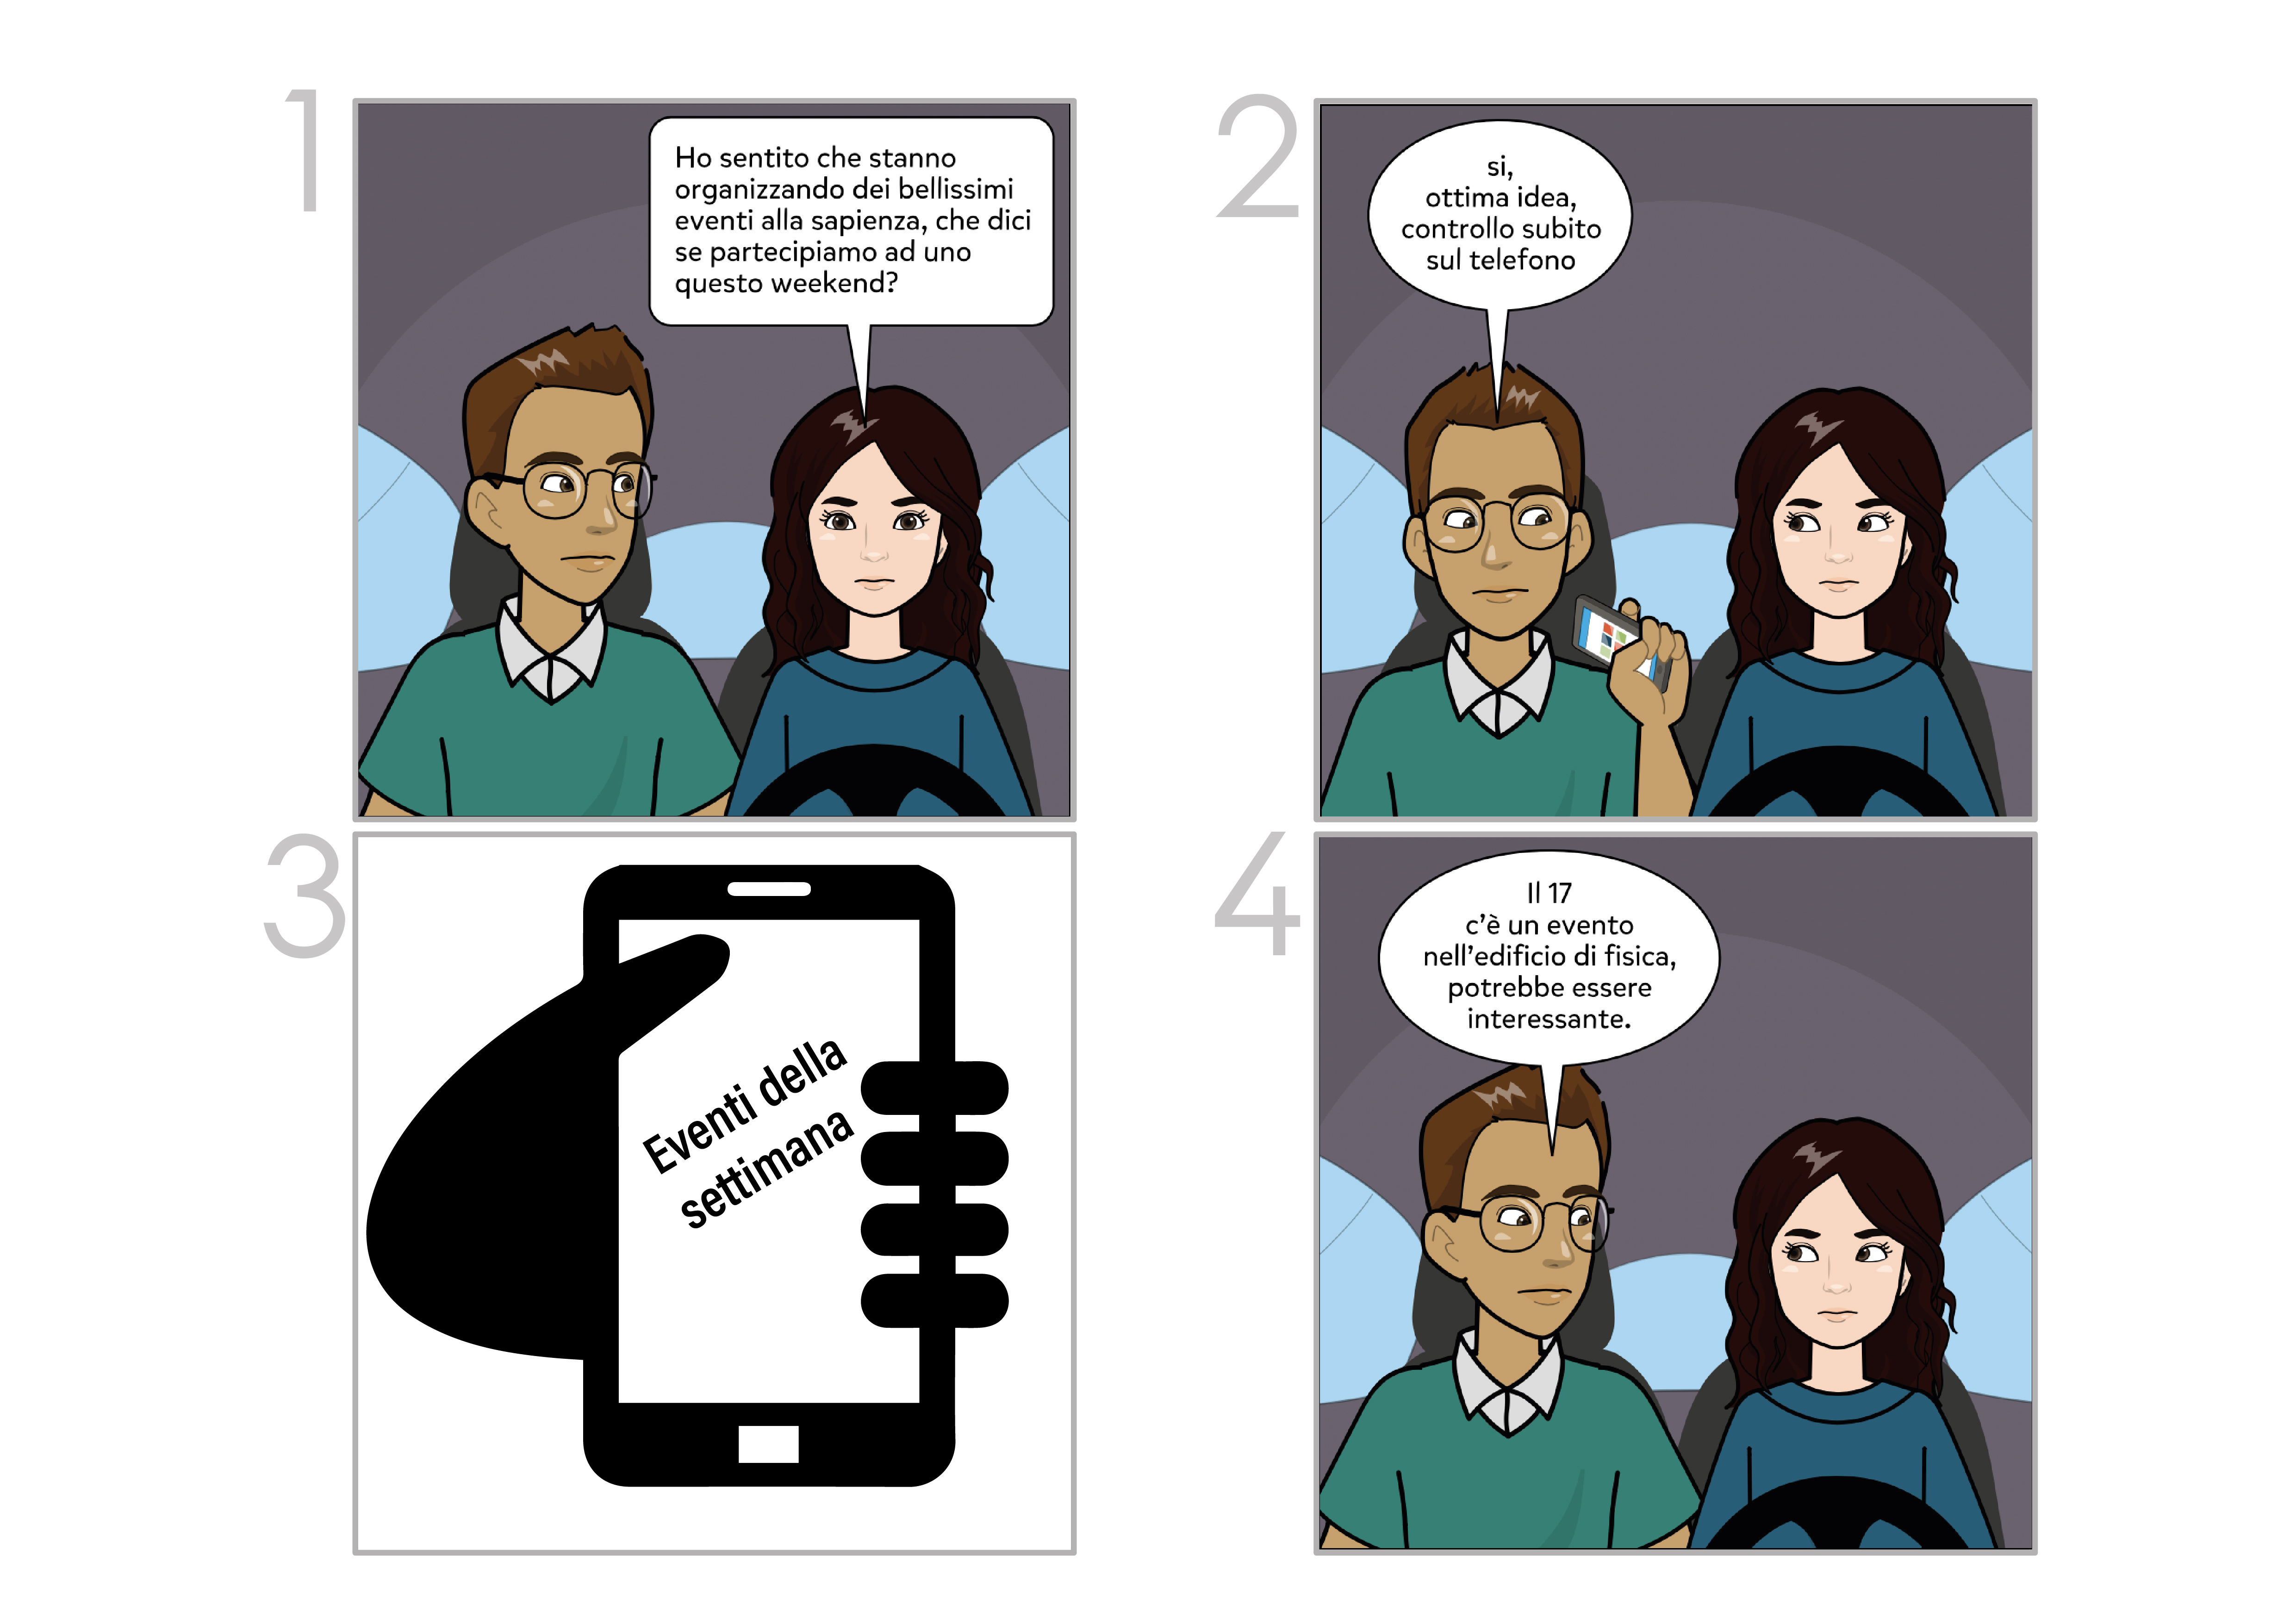 1
Ho sentito che stanno
organizzando dei bellissimi
eventi alla sapienza, che dici
se partecipiamo ad uno
questo weekend?
2
si,
ottima idea,
controllo subito
sul telefono
3
Eventi della
settimana
4
Il 17
c'è un evento
nell'edificio di fisica,
potrebbe essere
interessante.